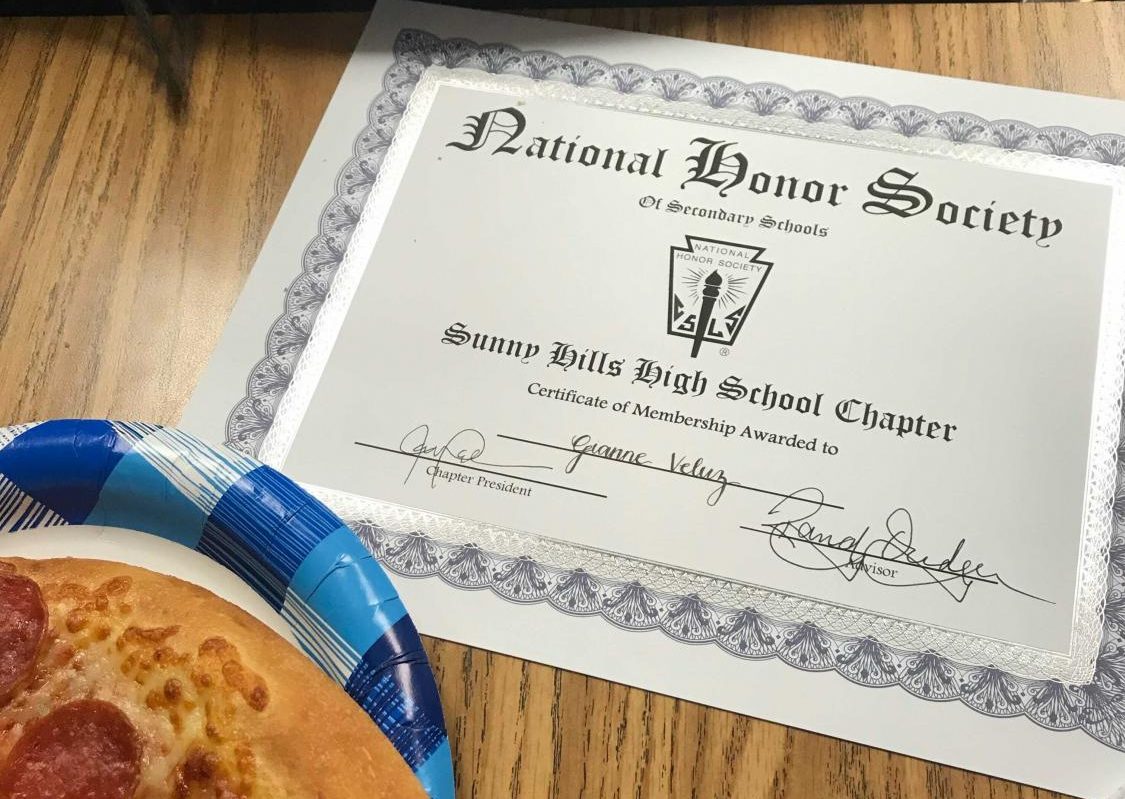 National Honor Society
Of Secondary Schools
NATIONAL
HONOR SOCIETY
CSLS
®
Sunny Hills High School Chapter
Certificate of Membership Awarded to
Gianne Veluz
Chapter President
Advisor